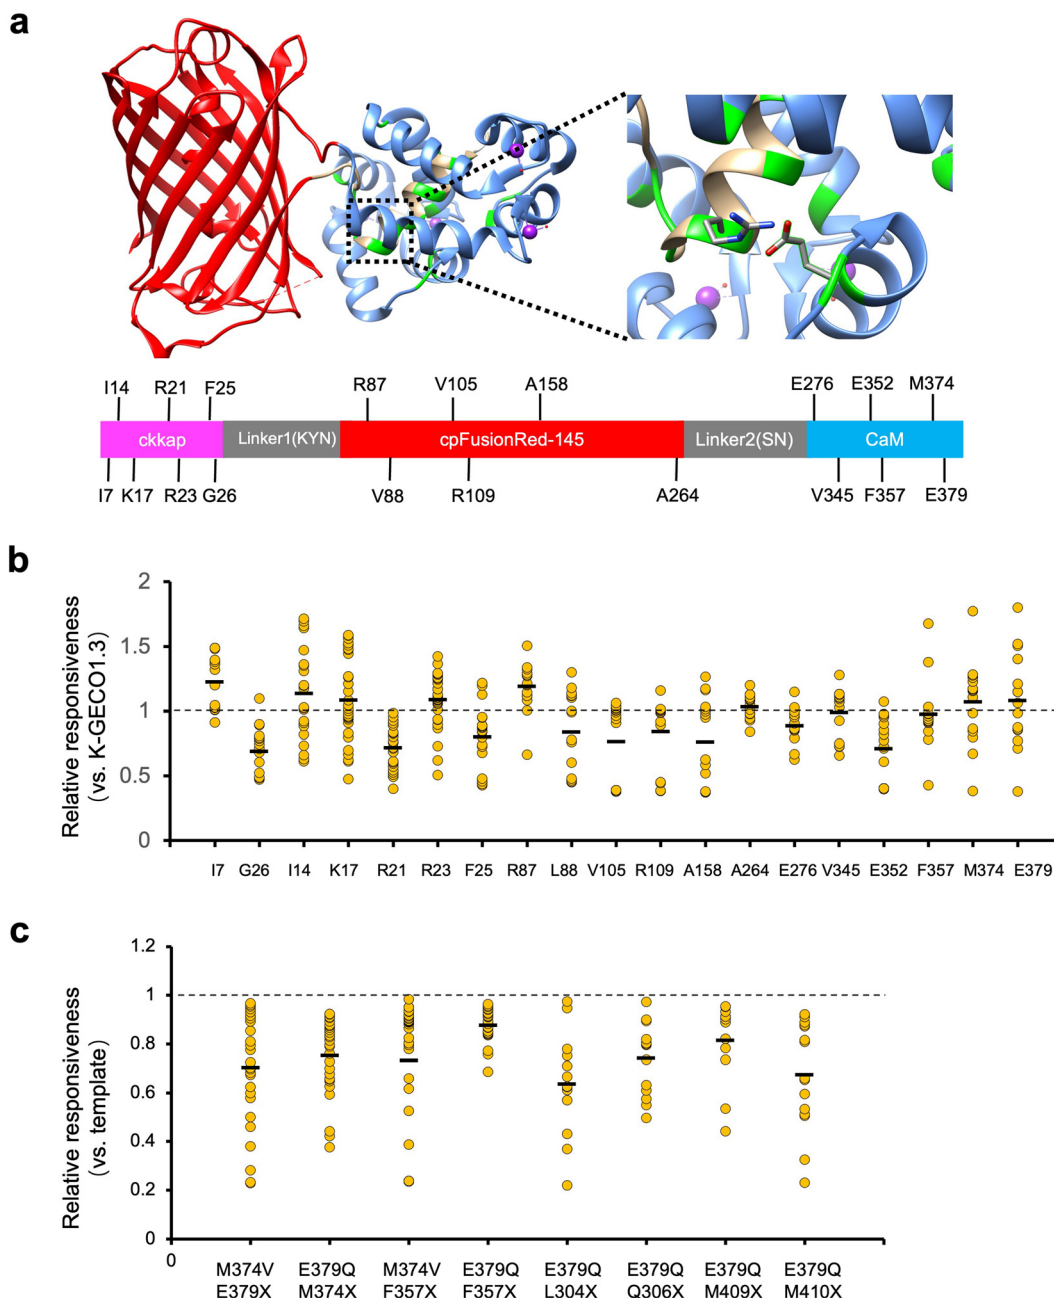 a
I14 R21 F25 R87 V105 A158 E276 E352 M374
ckkap Linker1(KYN) cpFusionRed-145 Linker2(SN) CaM
I7 K17 R23 G26 V88 R109 A264 V345 F357 E379
b
Relative responsiveness
(vs. K-GECO1.3)
2
1.5
1
0.5
0
I7 G26 I14 K17 R21 R23 F25 R87 L88 V105 R109 A158 A264 E276 V345 E352 F357 M374 E379
c
Relative responsiveness
(vs. template)
1.2
1
0.8
0.6
0.4
0.2
0
0
M374V E379Q M374V E379Q E379Q E379Q E379Q E379Q
E379X M374X F357X F357X L304X Q306X M409X M410X